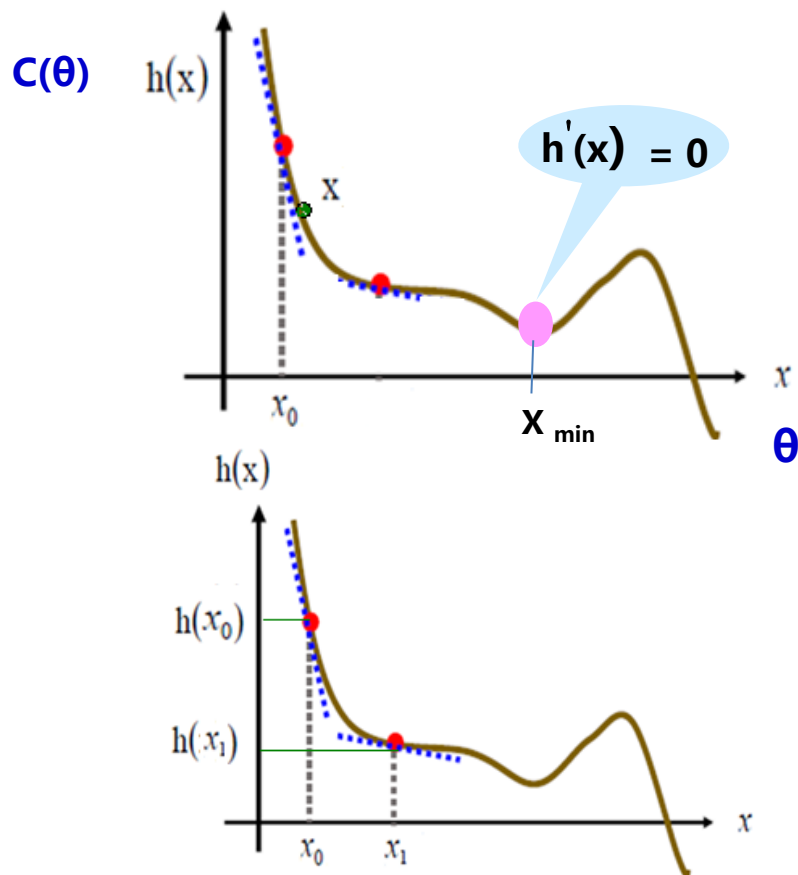 C(θ)
h(x)
h'(x) = 0
x
x
x₀
X min
θ
h(x)
h(x₀)
h(x₁)
x
x₀
x₁